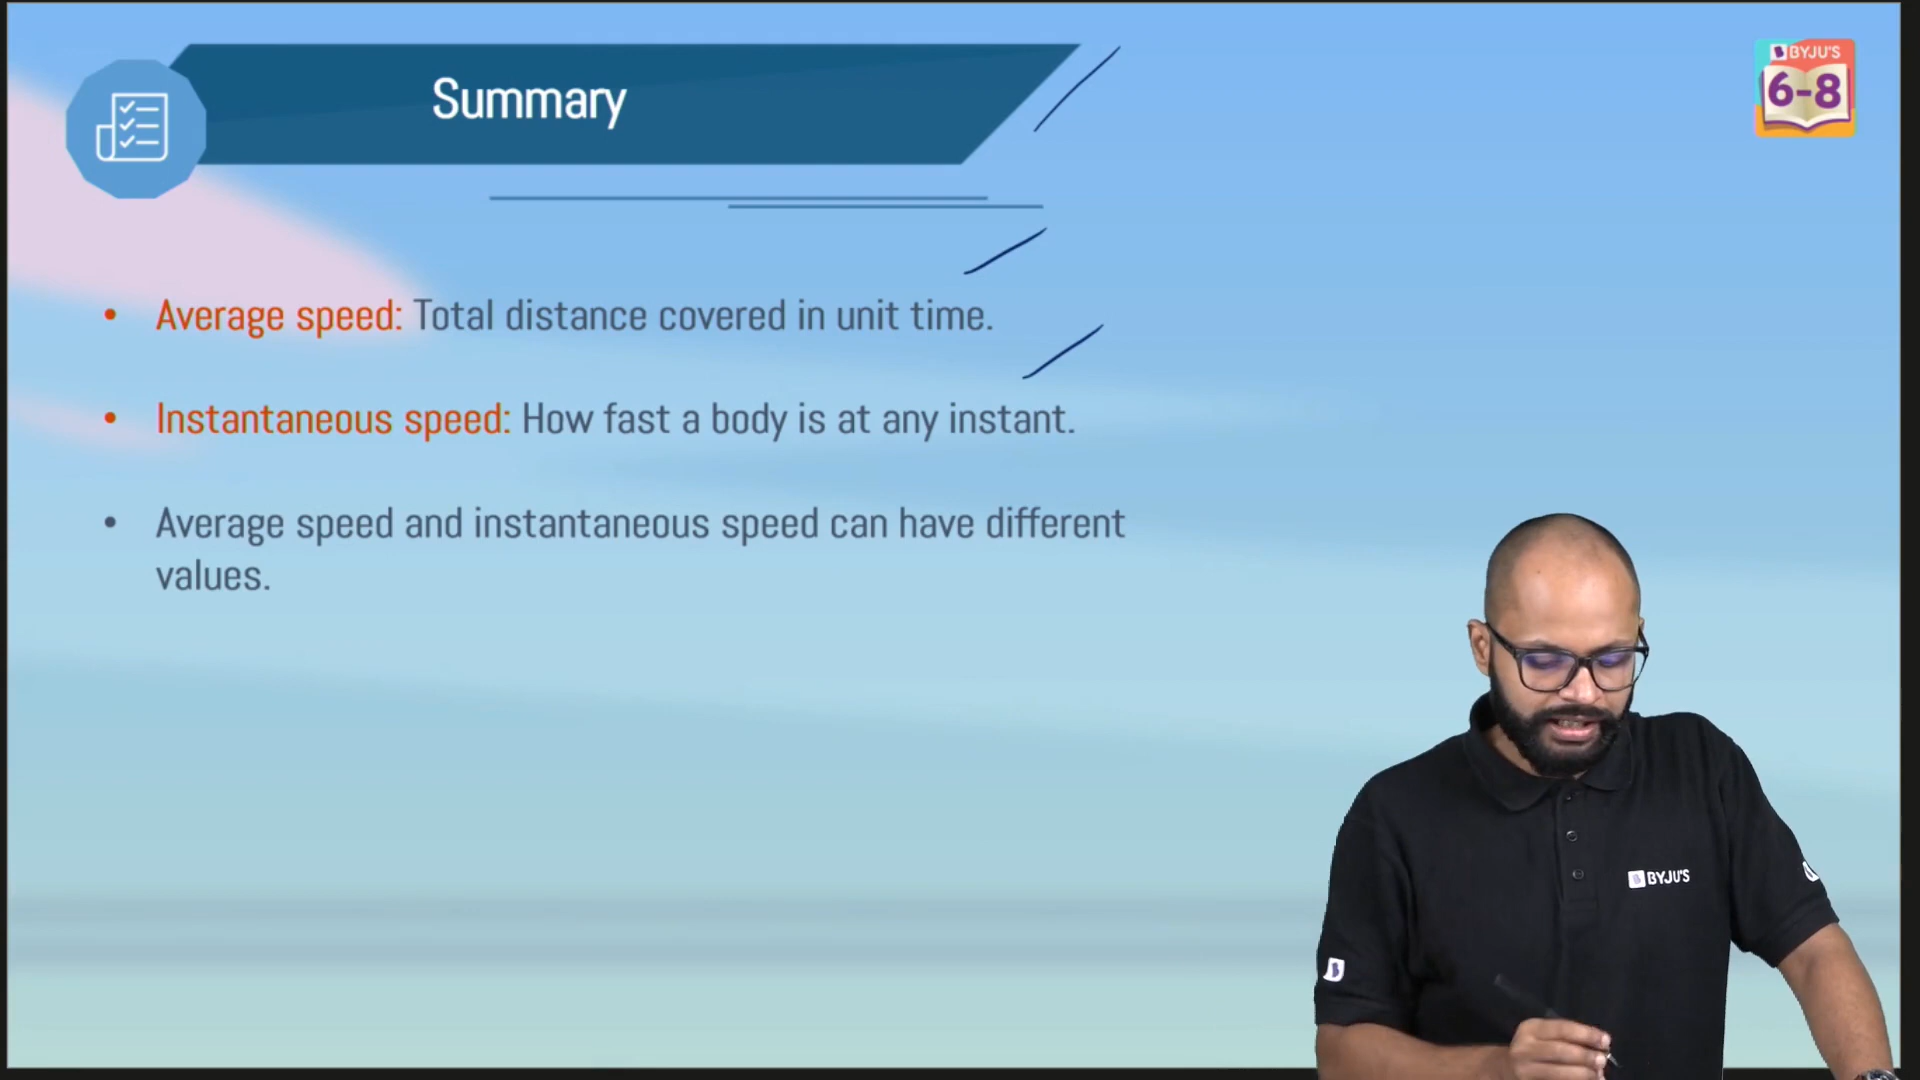 Summary
BYJU'S
6-8
• Average speed: Total distance covered in unit time.
• Instantaneous speed: How fast a body is at any instant.
• Average speed and instantaneous speed can have different
values.
BYJU'S